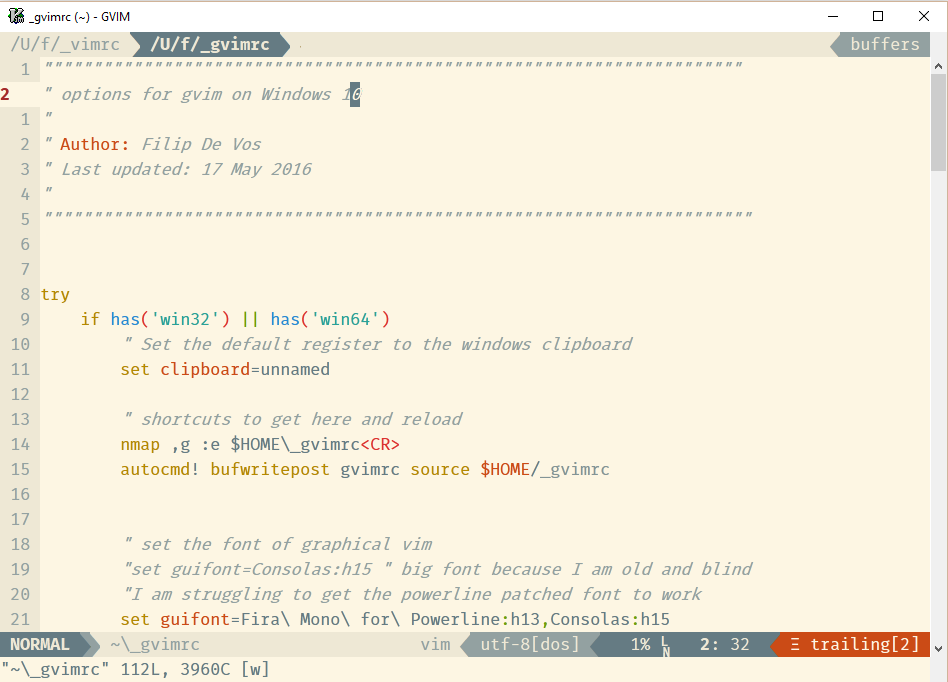 _gvimrc (~) - GVIM
/U/f/_vimrc /U/f/_gvimrc buffers
1 """"""""""""""""""""""""""""""""""""""""""""""""""""""""""""""""""""""
2 " options for gvim on Windows 10
1 "
2 " Author: Filip De Vos
3 " Last updated: 17 May 2016
4 "
5 """""""""""""""""""""""""""""""""""""""""""""""""""""""""""""""""""""""
6
7
8 try
9 if has('win32') || has('win64')
10 " Set the default register to the windows clipboard
11 set clipboard=unnamed
12
13 " shortcuts to get here and reload
14 nmap ,g :e $HOME\_gvimrc<CR>
15 autocmd! bufwritepost gvimrc source $HOME/_gvimrc
16
17
18 " set the font of graphical vim
19 "set guifont=Consolas:h15 " big font because I am old and blind
20 "I am struggling to get the powerline patched font to work
21 set guifont=Fira\ Mono\ for\ Powerline:h13,Consolas:h15
NORMAL ~\_gvimrc vim utf-8[dos] 1% LN 2: 32 Ξ trailing[2]
"~\_gvimrc" 112L, 3960C [w]